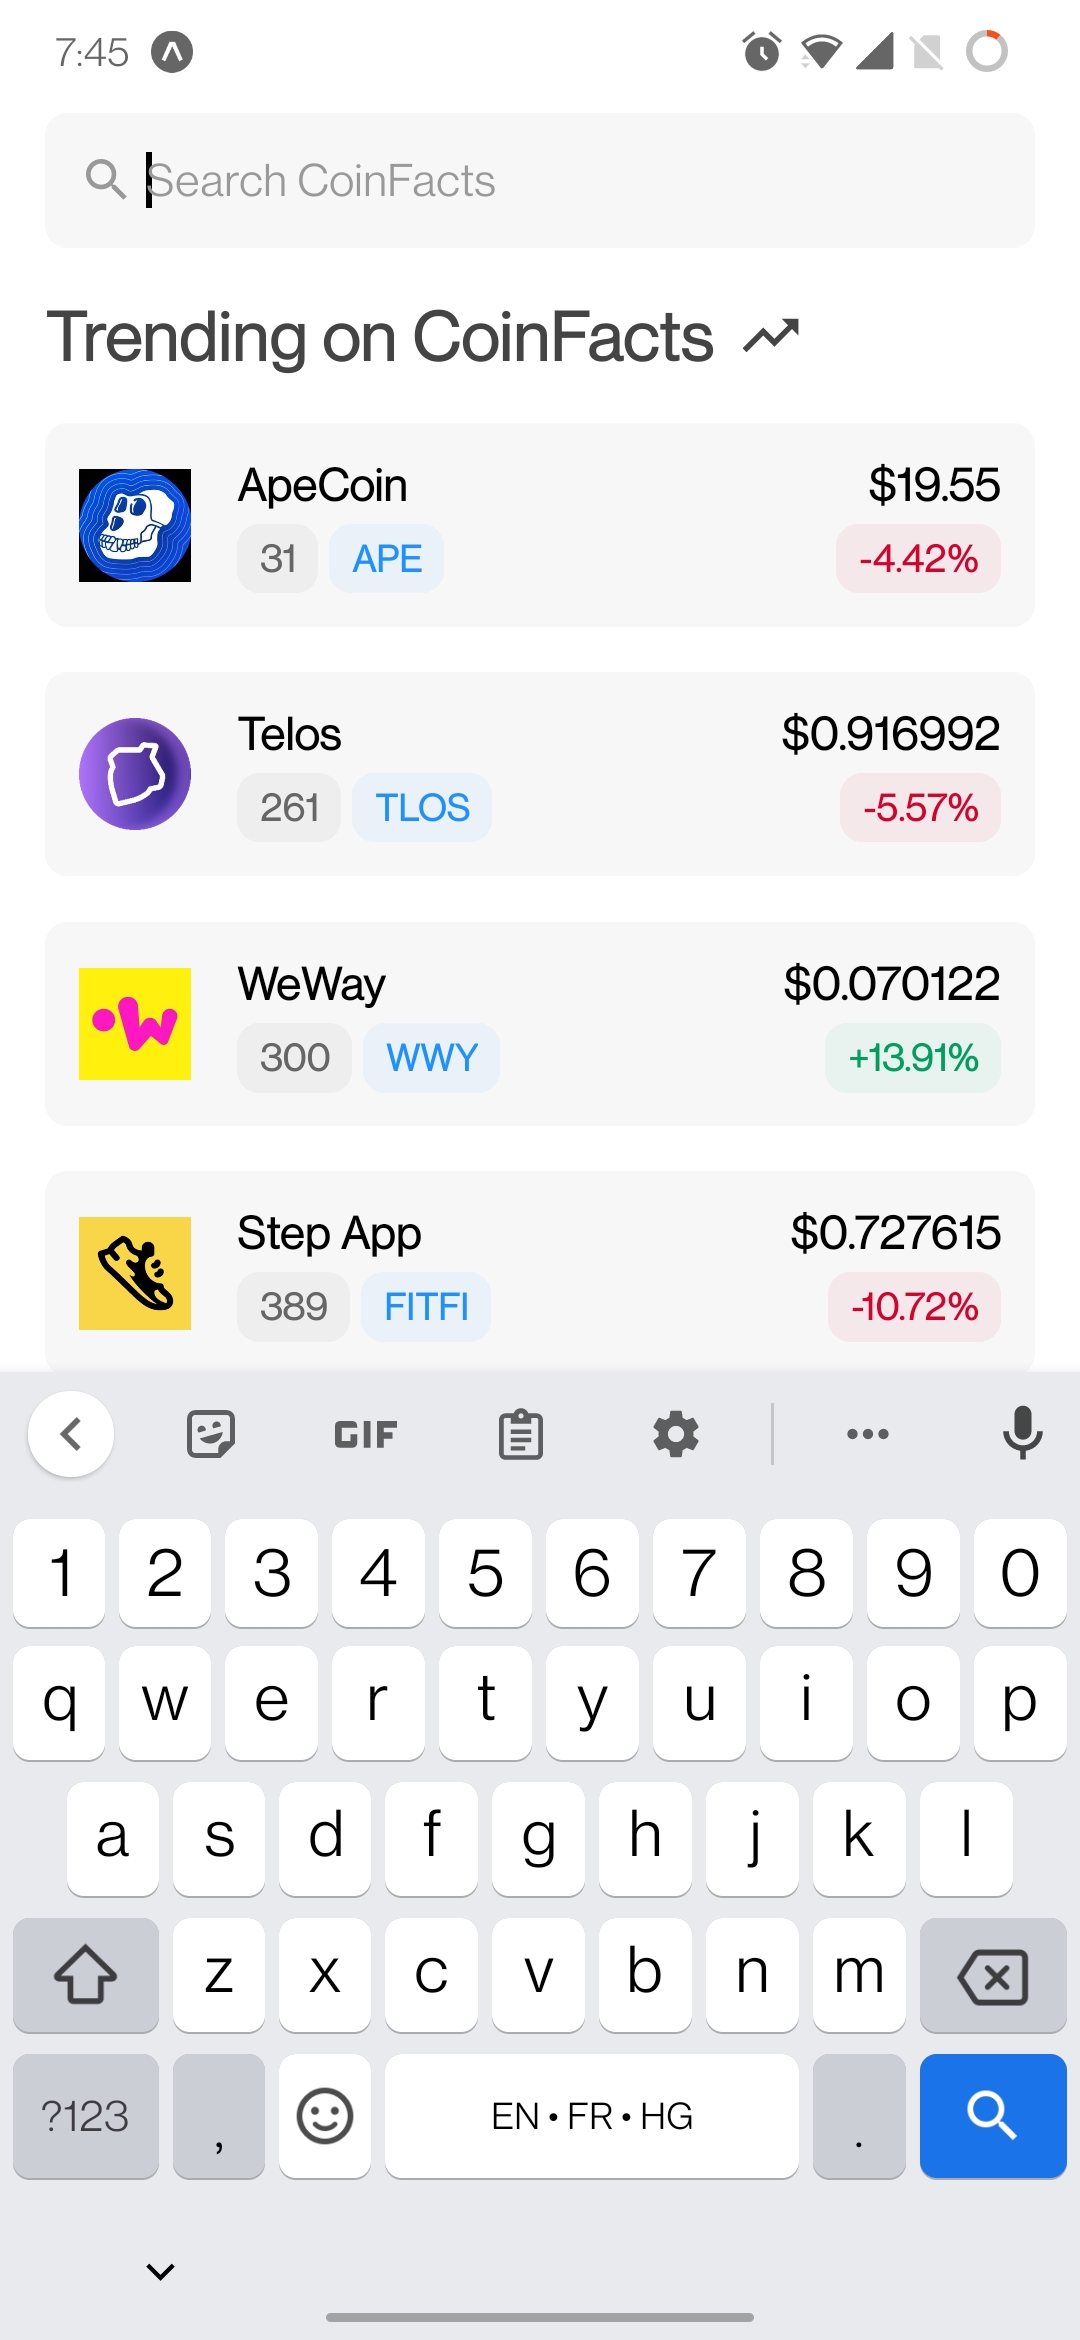 7:45
Search CoinFacts
Trending on CoinFacts
ApeCoin $19.55
31 APE -4.42%
Telos $0.916992
261 TLOS -5.57%
WeWay $0.070122
300 WWY +13.91%
Step App $0.727615
389 FITFI -10.72%
GIF
1 2 3 4 5 6 7 8 9 0
q w e r t y u i o p
a s d f g h j k l
z x c v b n m
?123 , EN • FR • HG .